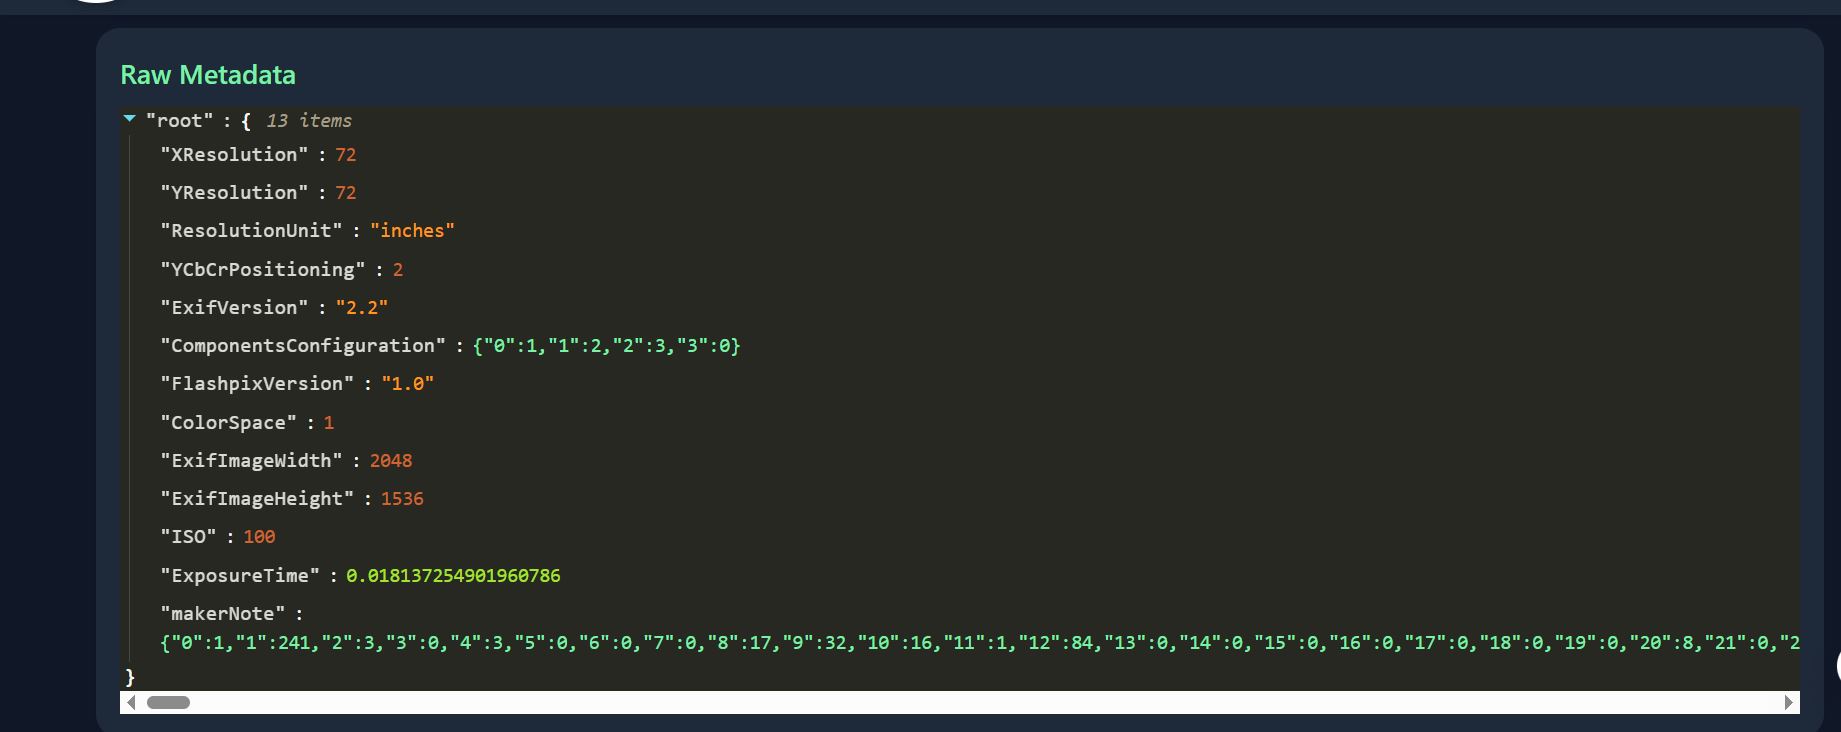 Raw Metadata
"root" : { 13 items
"XResolution" : 72
"YResolution" : 72
"ResolutionUnit" : "inches"
"YCbCrPositioning" : 2
"ExifVersion" : "2.2"
"ComponentsConfiguration" : {"0":1,"1":2,"2":3,"3":0}
"FlashpixVersion" : "1.0"
"ColorSpace" : 1
"ExifImageWidth" : 2048
"ExifImageHeight" : 1536
"ISO" : 100
"ExposureTime" : 0.018137254901960786
"makerNote" :
{"0":1,"1":241,"2":3,"3":0,"4":3,"5":0,"6":0,"7":0,"8":17,"9":32,"10":16,"11":1,"12":84,"13":0,"14":0,"15":0,"16":0,"17":0,"18":0,"19":0,"20":8,"21":0,"2
}